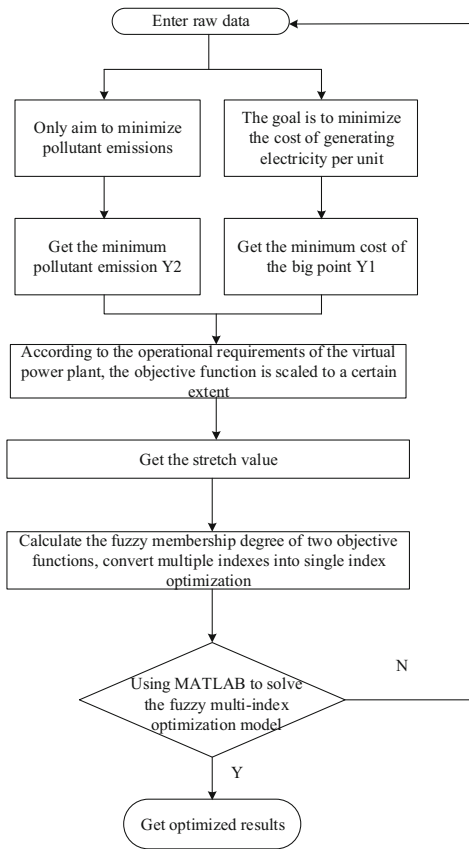 Enter raw data
Only aim to minimize
pollutant emissions
The goal is to minimize
the cost of generating
electricity per unit
Get the minimum
pollutant emission Y2
Get the minimum cost of
the big point Y1
According to the operational requirements of the virtual
power plant, the objective function is scaled to a certain
extent
Get the stretch value
Calculate the fuzzy membership degree of two objective
functions, convert multiple indexes into single index
optimization
Using MATLAB to solve
the fuzzy multi-index
optimization model
N
Y
Get optimized results